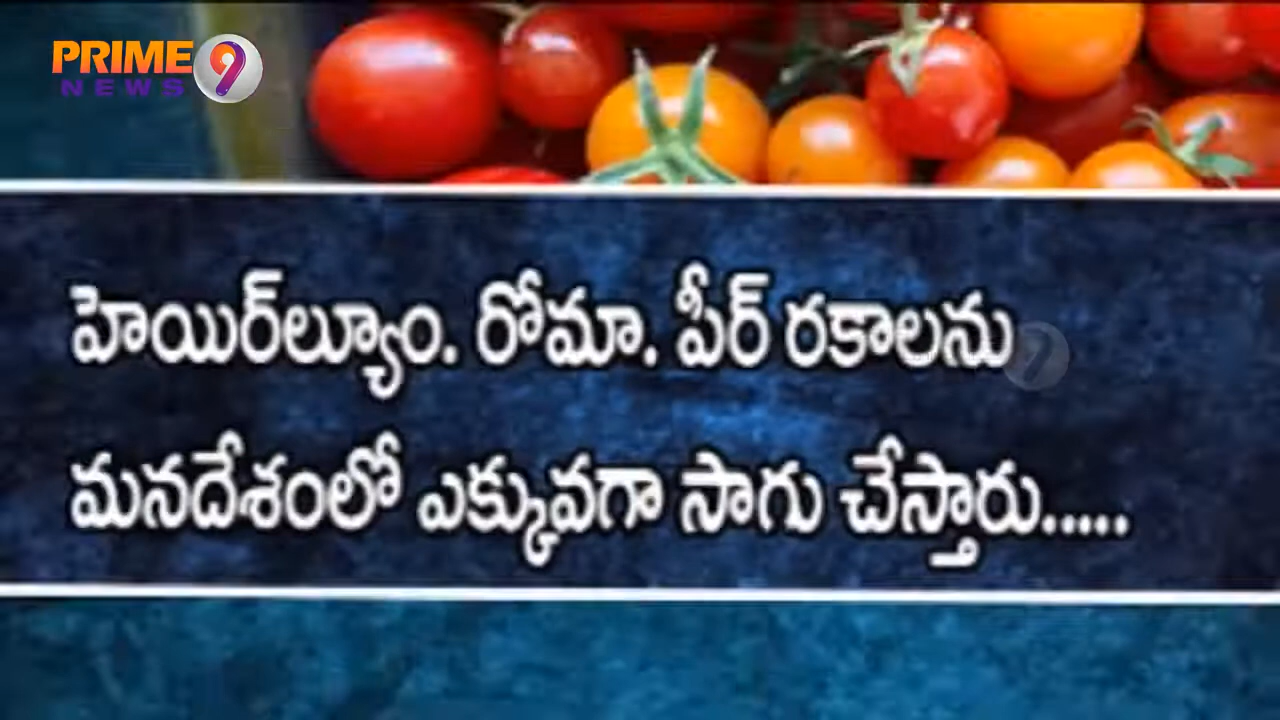 PRIME 9
NEWS
హెయిర్‌ల్యూం. రోమా. పీర్ రకాలను
మనదేశంలో ఎక్కువగా సాగు చేస్తారు.....